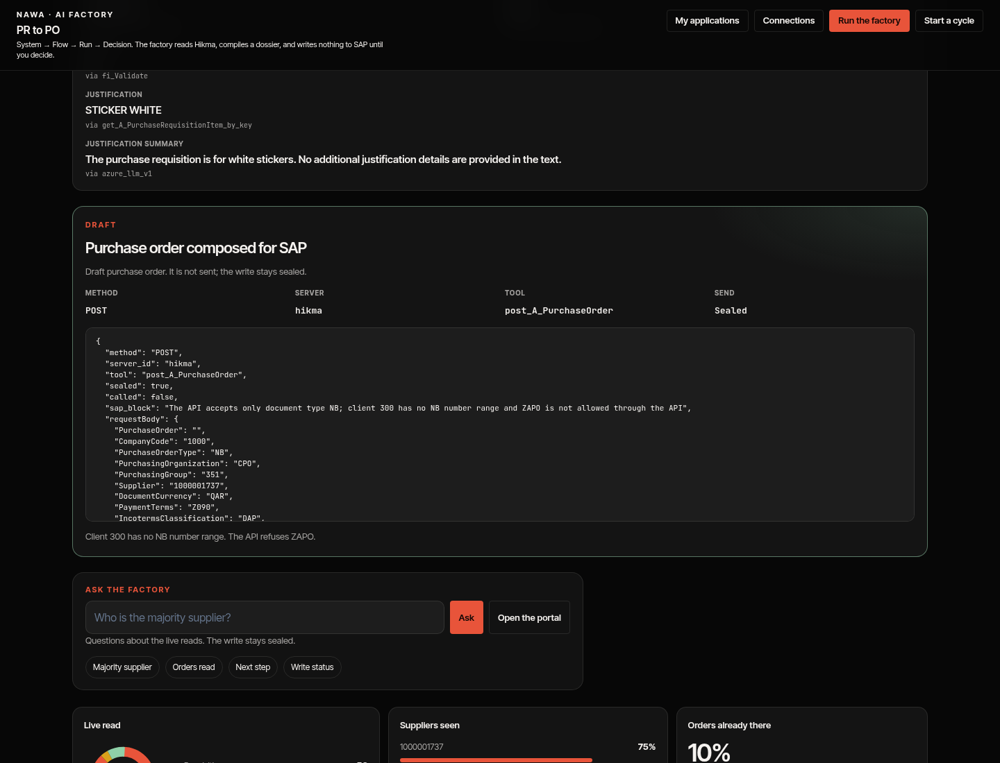 NAWA · AI FACTORY
PR to PO
System → Flow → Run → Decision. The factory reads Hikma, compiles a dossier, and writes nothing to SAP until
you decide.
My applications
Connections
Run the factory
Start a cycle
via fi_Validate
JUSTIFICATION
STICKER WHITE
via get_A_PurchaseRequisitionItem_by_key
JUSTIFICATION SUMMARY
The purchase requisition is for white stickers. No additional justification details are provided in the text.
via azure_llm_v1
DRAFT
Purchase order composed for SAP
Draft purchase order. It is not sent; the write stays sealed.
METHOD
POST
SERVER
hikma
TOOL
post_A_PurchaseOrder
SEND
Sealed
{
"method": "POST",
"server_id": "hikma",
"tool": "post_A_PurchaseOrder",
"sealed": true,
"called": false,
"sap_block": "The API accepts only document type NB; client 300 has no NB number range and ZAPO is not allowed through the API",
"requestBody": {
"PurchaseOrder": "",
"CompanyCode": "1000",
"PurchaseOrderType": "NB",
"PurchasingOrganization": "CPO",
"PurchasingGroup": "351",
"Supplier": "1000001737",
"DocumentCurrency": "QAR",
"PaymentTerms": "Z090",
"IncotermsClassification": "DAP",
Client 300 has no NB number range. The API refuses ZAPO.
ASK THE FACTORY
Who is the majority supplier?
Ask
Open the portal
Questions about the live reads. The write stays sealed.
Majority supplier
Orders read
Next step
Write status
Live read
Suppliers seen
1000001737
75%
Orders already there
10%